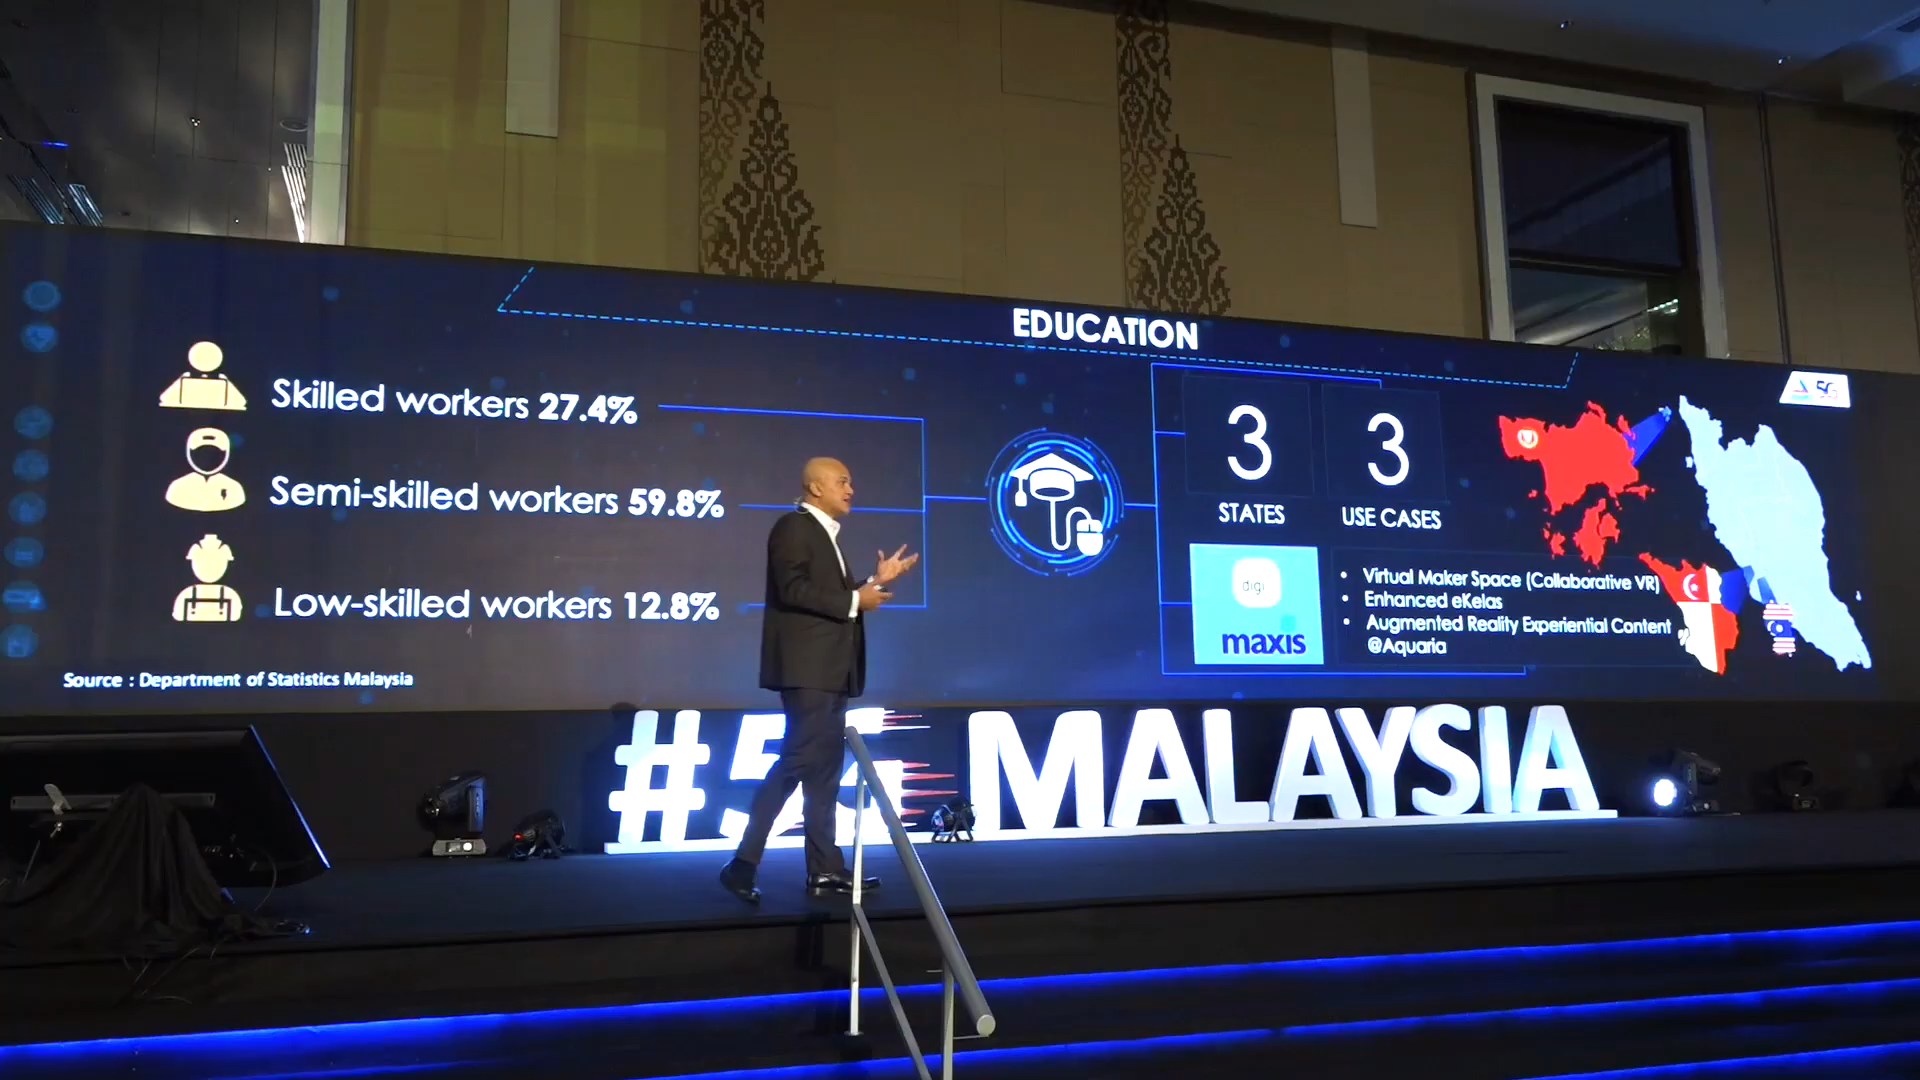 EDUCATION
Skilled workers 27.4%
Semi-skilled workers 59.8%
Low-skilled workers 12.8%
Source : Department of Statistics Malaysia
3
STATES
3
USE CASES
digi
maxis
• Virtual Maker Space (Collaborative VR)
• Enhanced eKelas
• Augmented Reality Experiential Content
@Aquaria
5G
#5G MALAYSIA